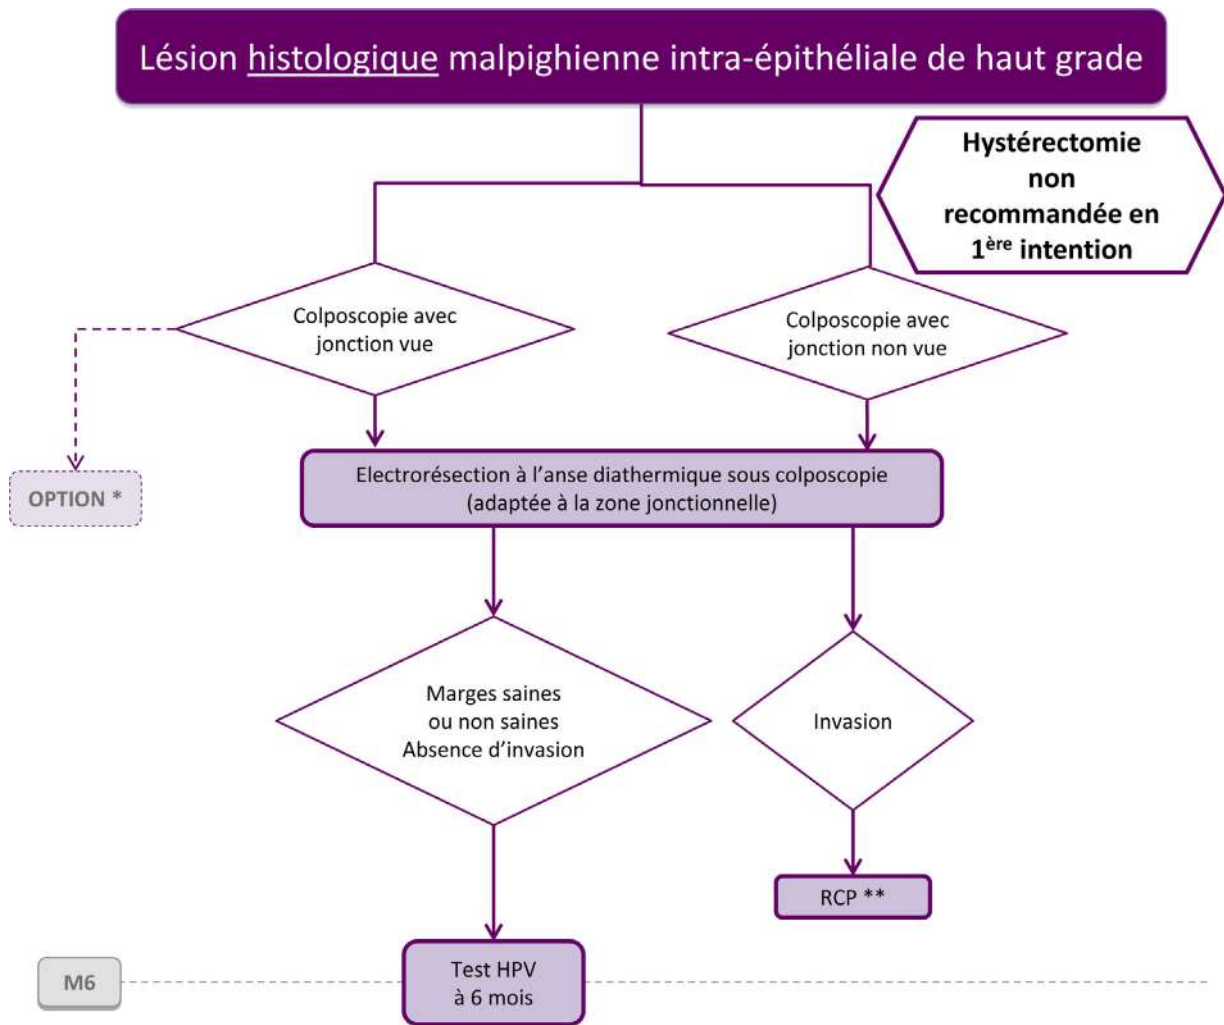 Lésion histologique malpighienne intra-épithéliale de haut grade
Hystérectomie
non
recommandée en
1ère intention
Colposcopie avec
jonction vue
Colposcopie avec
jonction non vue
OPTION *
Electrorésection à l'anse diathermique sous colposcopie
(adaptée à la zone jonctionnelle)
Marges saines
ou non saines
Absence d'invasion
Invasion
RCP **
M6
Test HPV
à 6 mois